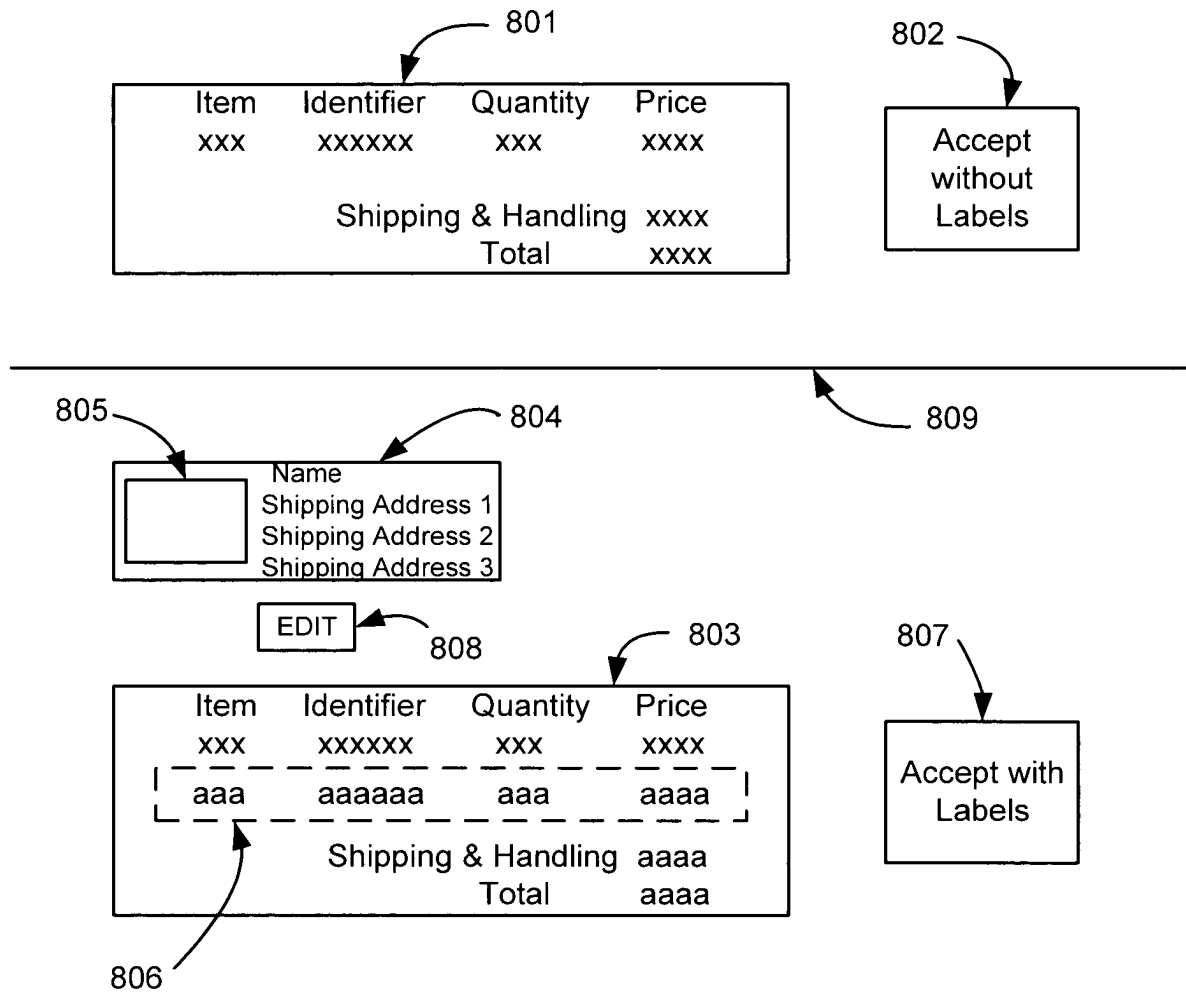 801
802
Item Identifier Quantity Price
xxx xxxxxx xxx xxxx
Shipping & Handling xxxx
Total xxxx
Accept
without
Labels
809
805
804
Name
Shipping Address 1
Shipping Address 2
Shipping Address 3
EDIT
808
803
807
Item Identifier Quantity Price
xxx xxxxxx xxx xxxx
aaa aaaaaa aaa aaaa
Shipping & Handling aaaa
Total aaaa
Accept with
Labels
806